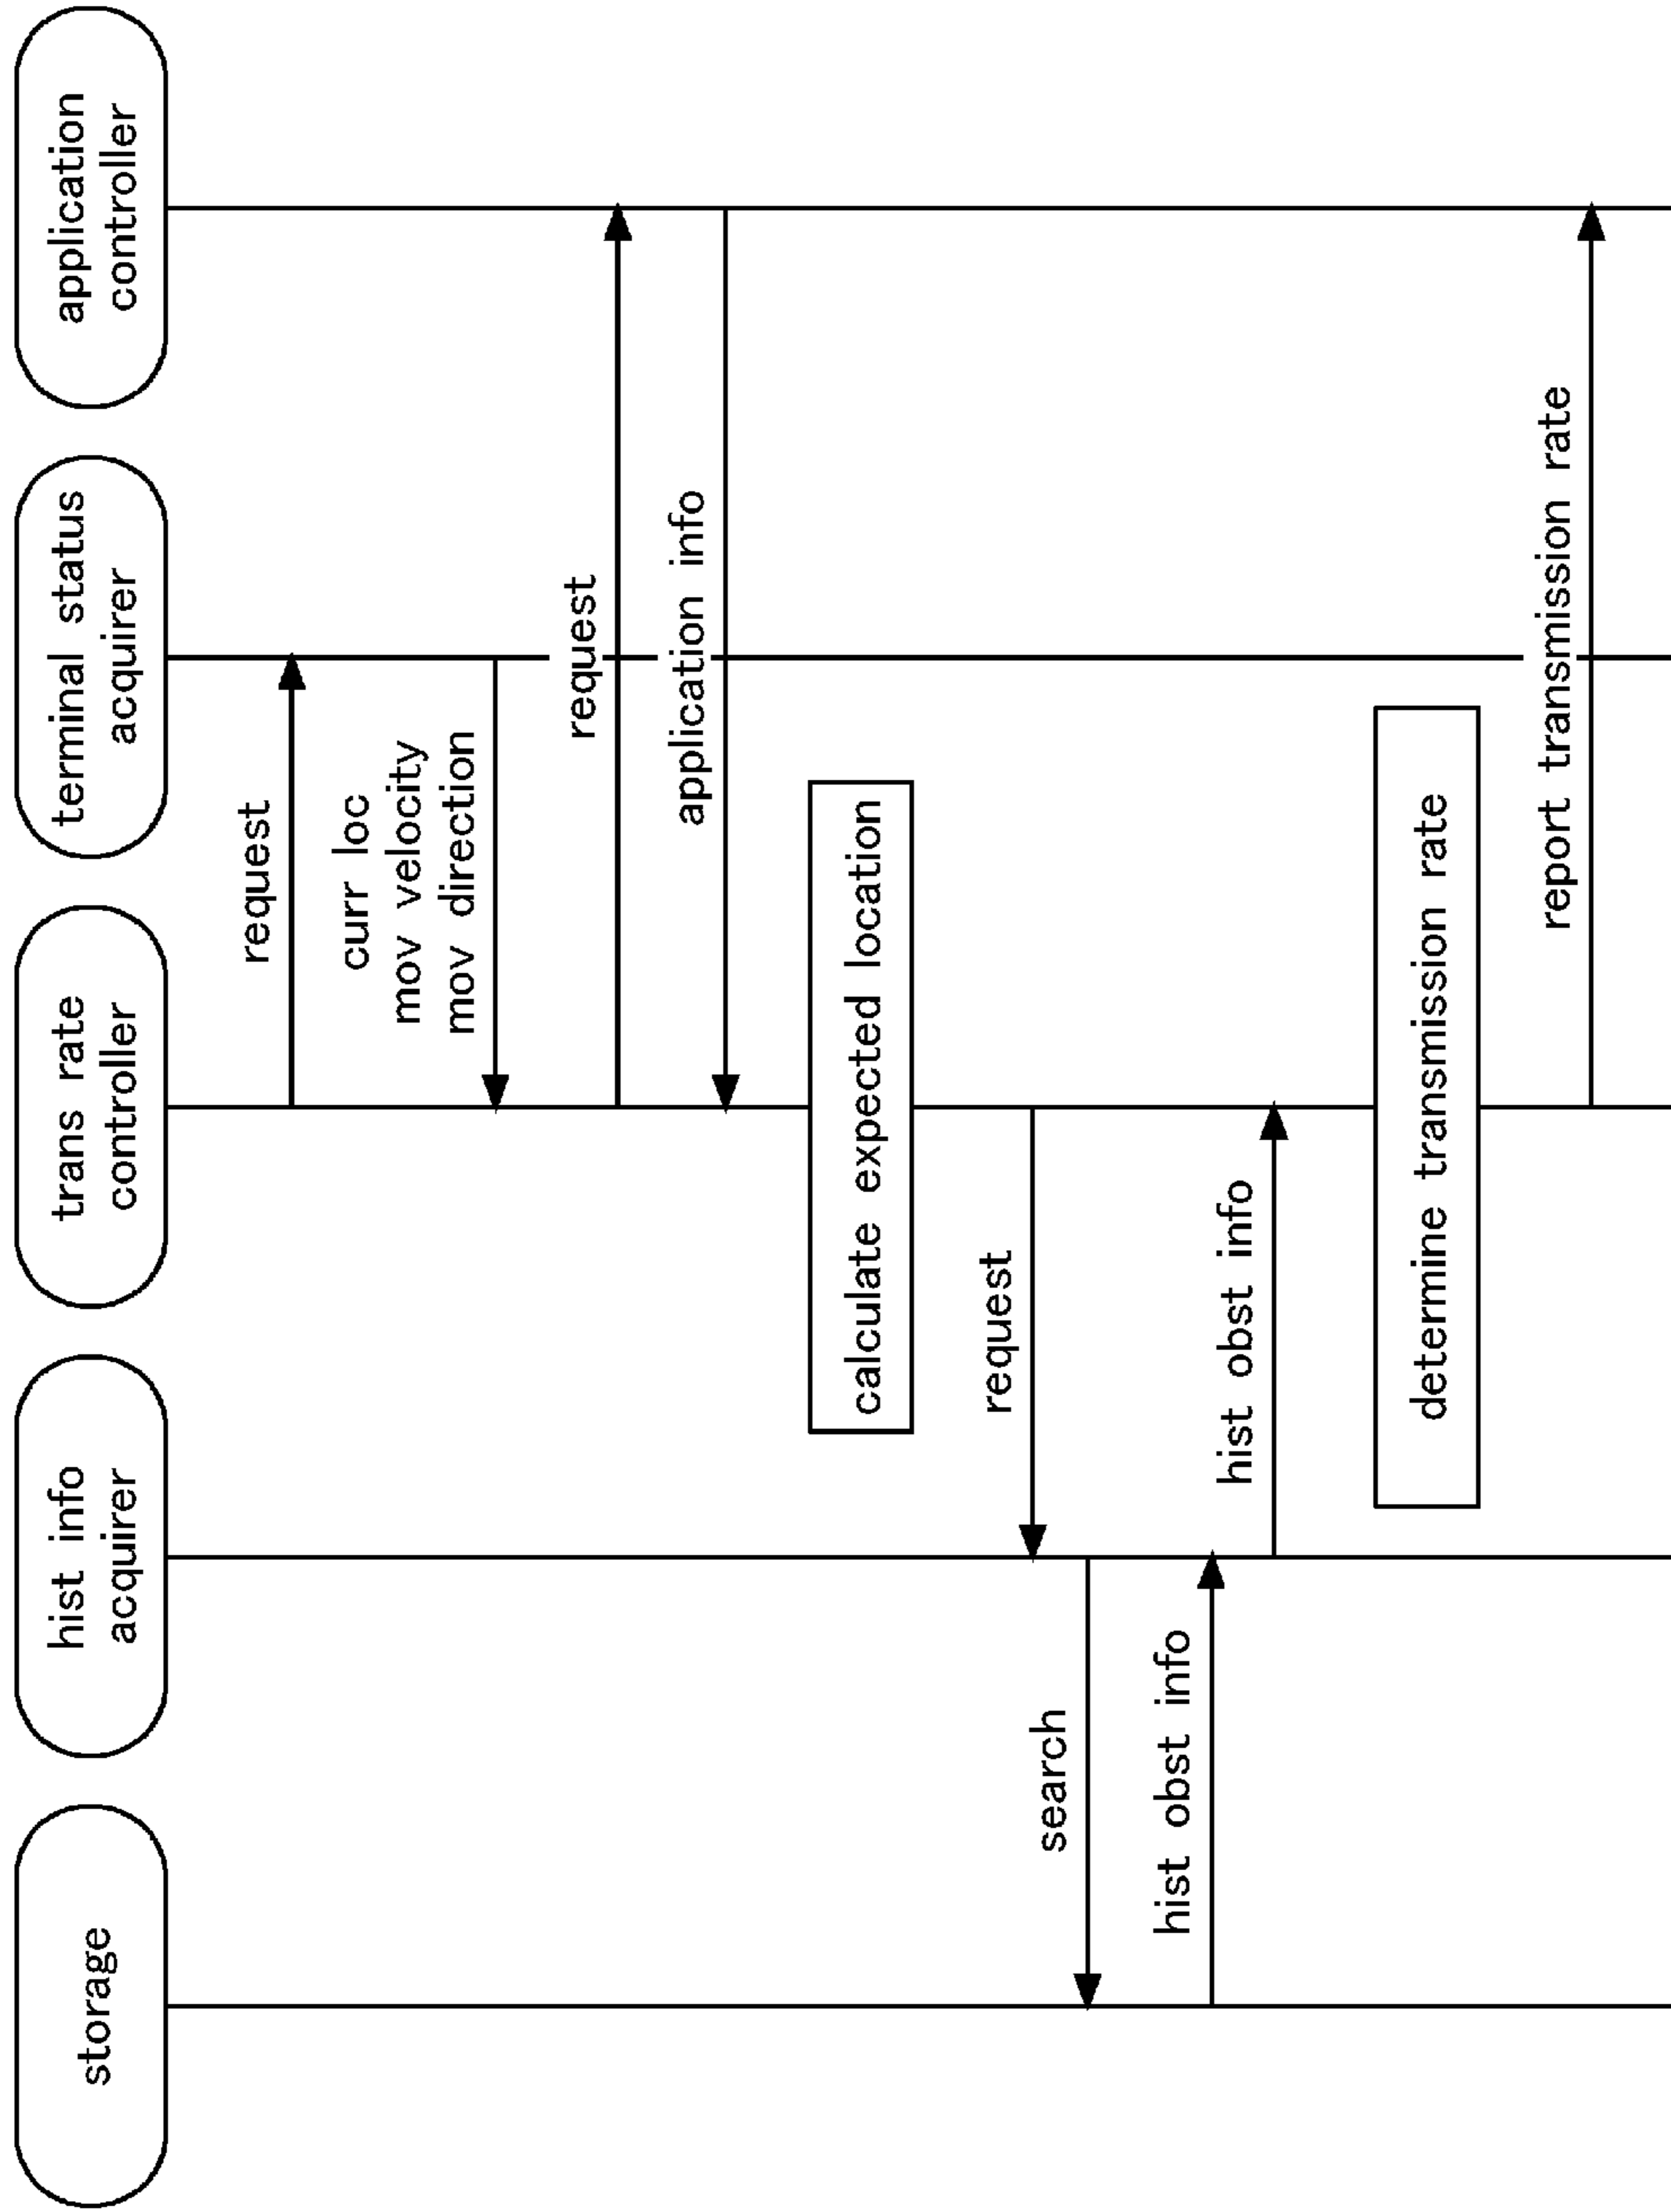 storage
hist info
acquirer
trans rate
controller
terminal status
acquirer
application
controller
request
curr loc
mov velocity
mov direction
request
application info
calculate expected location
request
search
hist obst info
hist obst info
determine transmission rate
report transmission rate